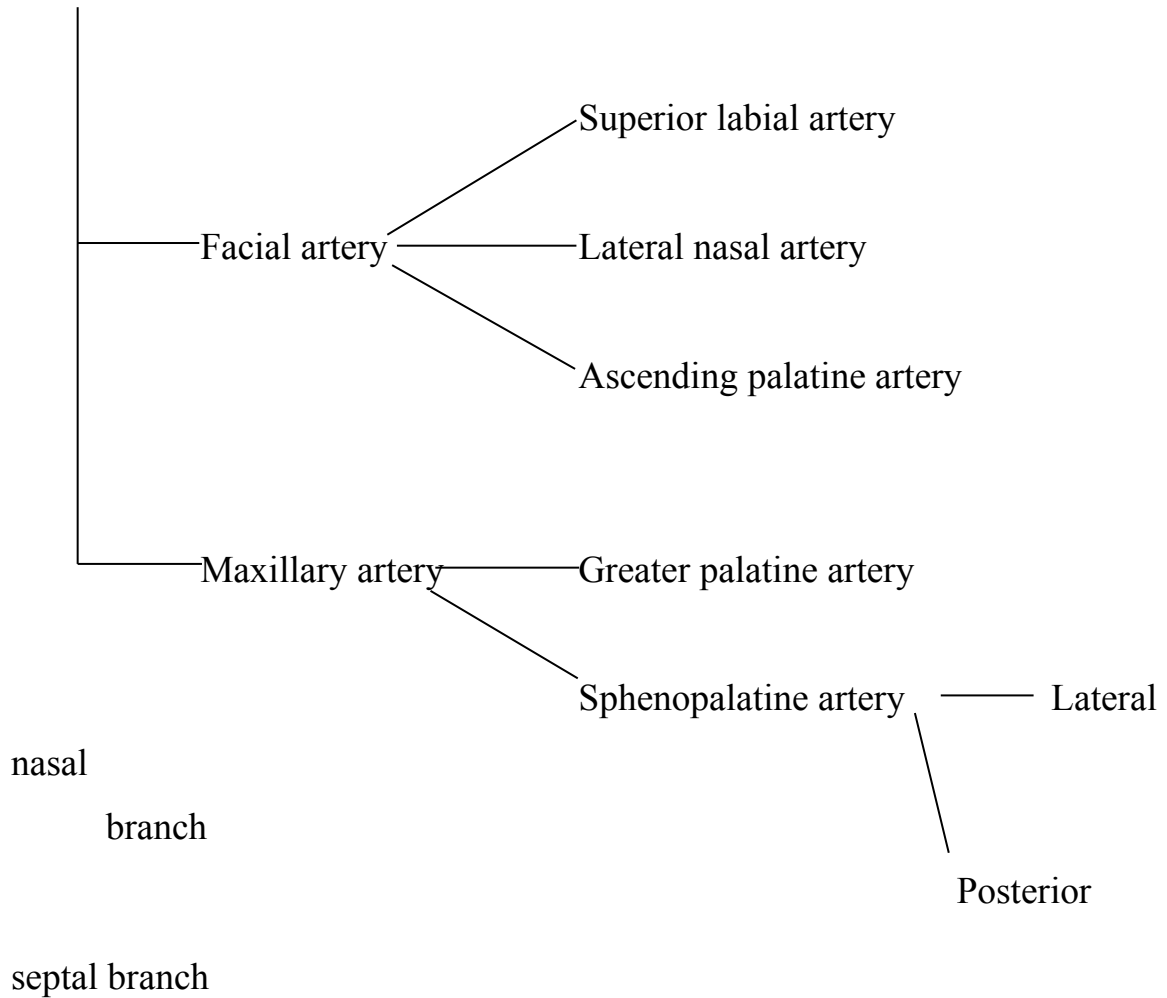 Superior labial artery
Facial artery Lateral nasal artery
Ascending palatine artery
Maxillary artery Greater palatine artery
Sphenopalatine artery Lateral
nasal
branch
Posterior
septal branch